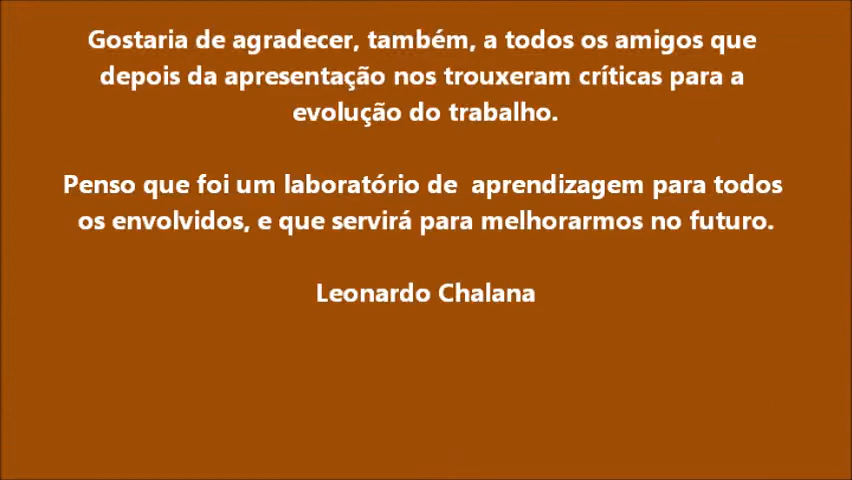 Gostaria de agradecer, também, a todos os amigos que
depois da apresentação nos trouxeram críticas para a
evolução do trabalho.
Penso que foi um laboratório de  aprendizagem para todos
os envolvidos, e que servirá para melhorarmos no futuro.
Leonardo Chalana